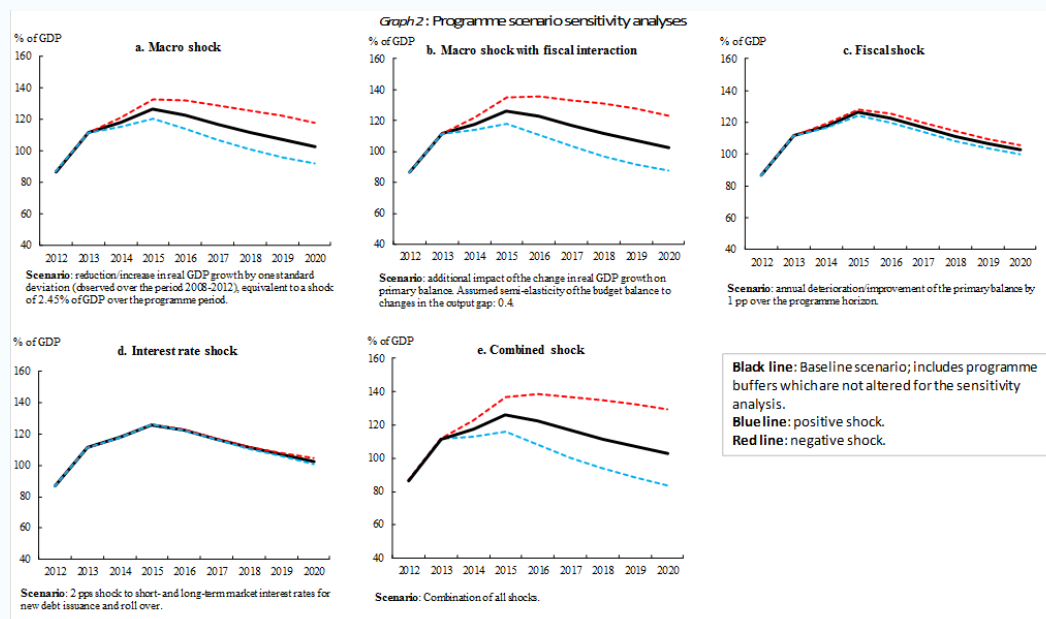 Graph 2 : Programme scenario sensitivity analyses
% of GDP
a. Macro shock
160
140
120
100
80
60
40
2012 2013 2014 2015 2016 2017 2018 2019 2020
Scenario: reduction/increase in real GDP growth by one standard
deviation (observed over the period 2008-2012), equivalent to a shock
of 2.45% of GDP over the programme period.
% of GDP
b. Macro shock with fiscal interaction
160
140
120
100
80
60
40
2012 2013 2014 2015 2016 2017 2018 2019 2020
Scenario: additional impact of the change in real GDP growth on
primary balance. Assumed semi-elasticity of the budget balance to
changes in the output gap: 0.4.
% of GDP
c. Fiscal shock
160
140
120
100
80
60
40
2012 2013 2014 2015 2016 2017 2018 2019 2020
Scenario: annual deterioration/improvement of the primary balance by
1 pp over the programme horizon.
% of GDP
d. Interest rate shock
160
140
120
100
80
60
40
2012 2013 2014 2015 2016 2017 2018 2019 2020
Scenario: 2 pps shock to short- and long-term market interest rates for
new debt issuance and roll over.
% of GDP
e. Combined shock
160
140
120
100
80
60
40
2012 2013 2014 2015 2016 2017 2018 2019 2020
Scenario: Combination of all shocks.
Black line: Baseline scenario; includes programme
buffers which are not altered for the sensitivity
analysis.
Blue line: positive shock.
Red line: negative shock.